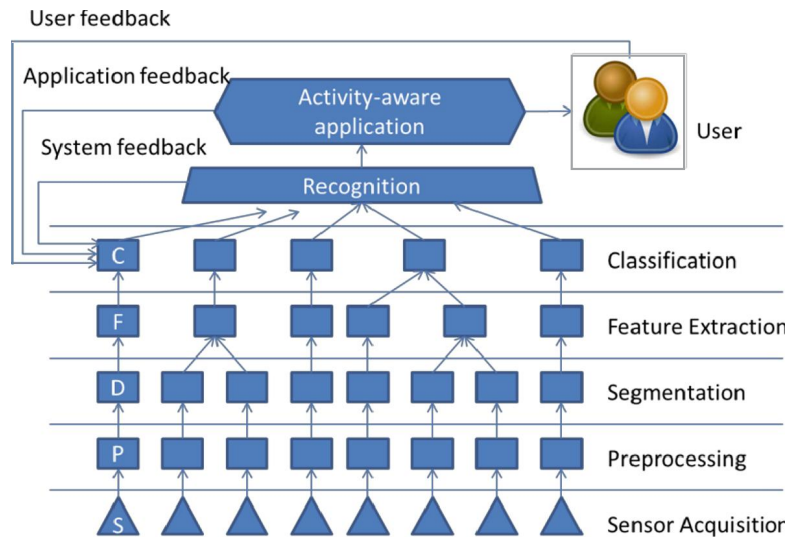 User feedback
Application feedback
Activity-aware
application
User
System feedback
Recognition
C
Classification
F
Feature Extraction
D
Segmentation
P
Preprocessing
S
Sensor Acquisition